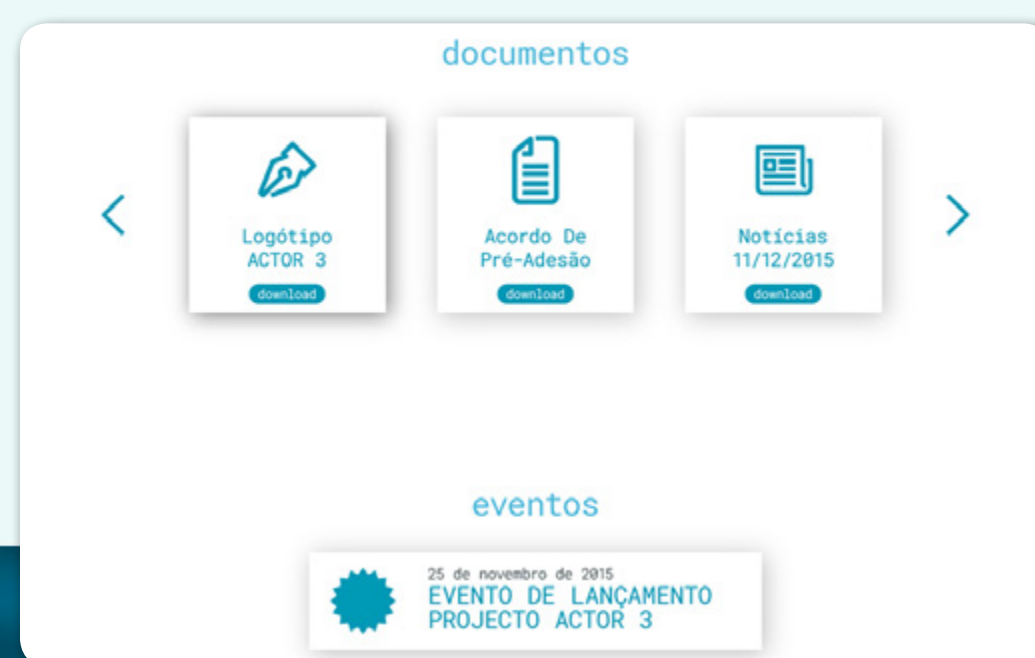 documentos
Logótipo
ACTOR 3
download
Acordo De
Pré-Adesão
download
Notícias
11/12/2015
download
eventos
25 de novembro de 2015
EVENTO DE LANÇAMENTO
PROJECTO ACTOR 3